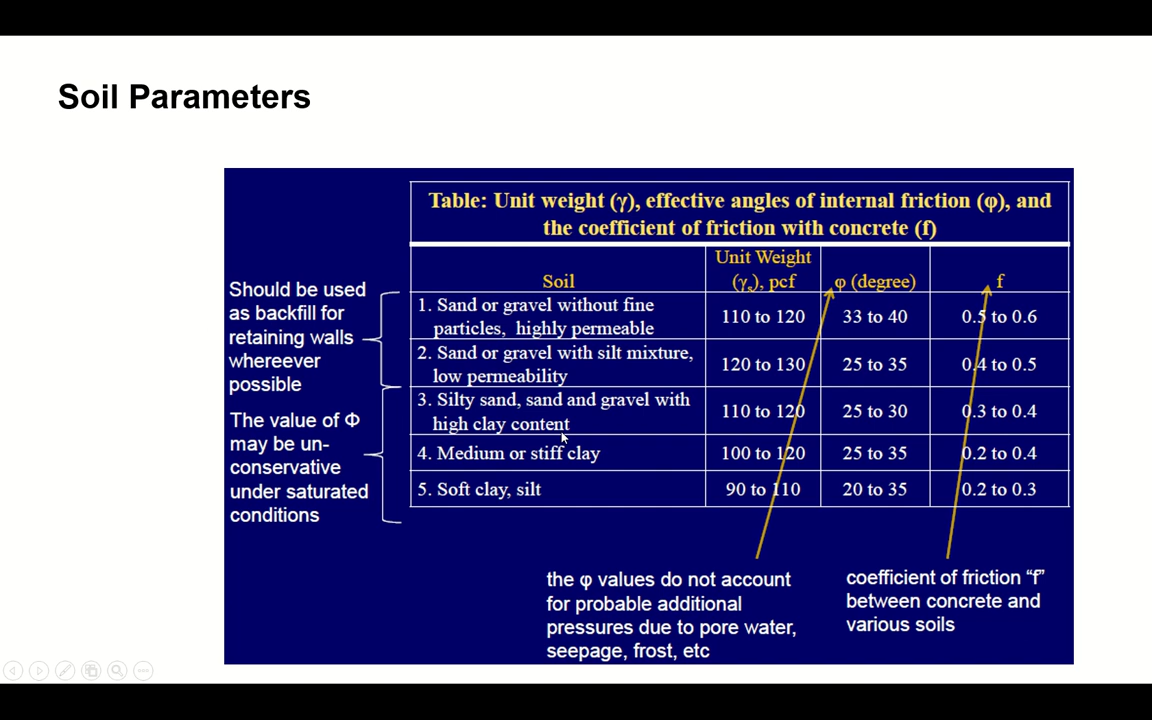 Soil Parameters
Table: Unit weight (γ), effective angles of internal friction (φ), and
the coefficient of friction with concrete (f)
Soil
Unit Weight
(γs), pcf
φ (degree)
f
1. Sand or gravel without fine
particles, highly permeable
110 to 120
33 to 40
0.5 to 0.6
2. Sand or gravel with silt mixture,
low permeability
120 to 130
25 to 35
0.4 to 0.5
3. Silty sand, sand and gravel with
high clay content
110 to 120
25 to 30
0.3 to 0.4
4. Medium or stiff clay
100 to 120
25 to 35
0.2 to 0.4
5. Soft clay, silt
90 to 110
20 to 35
0.2 to 0.3
Should be used
as backfill for
retaining walls
whereever
possible
The value of Φ
may be un-
conservative
under saturated
conditions
the φ values do not account
for probable additional
pressures due to pore water,
seepage, frost, etc
coefficient of friction “f”
between concrete and
various soils